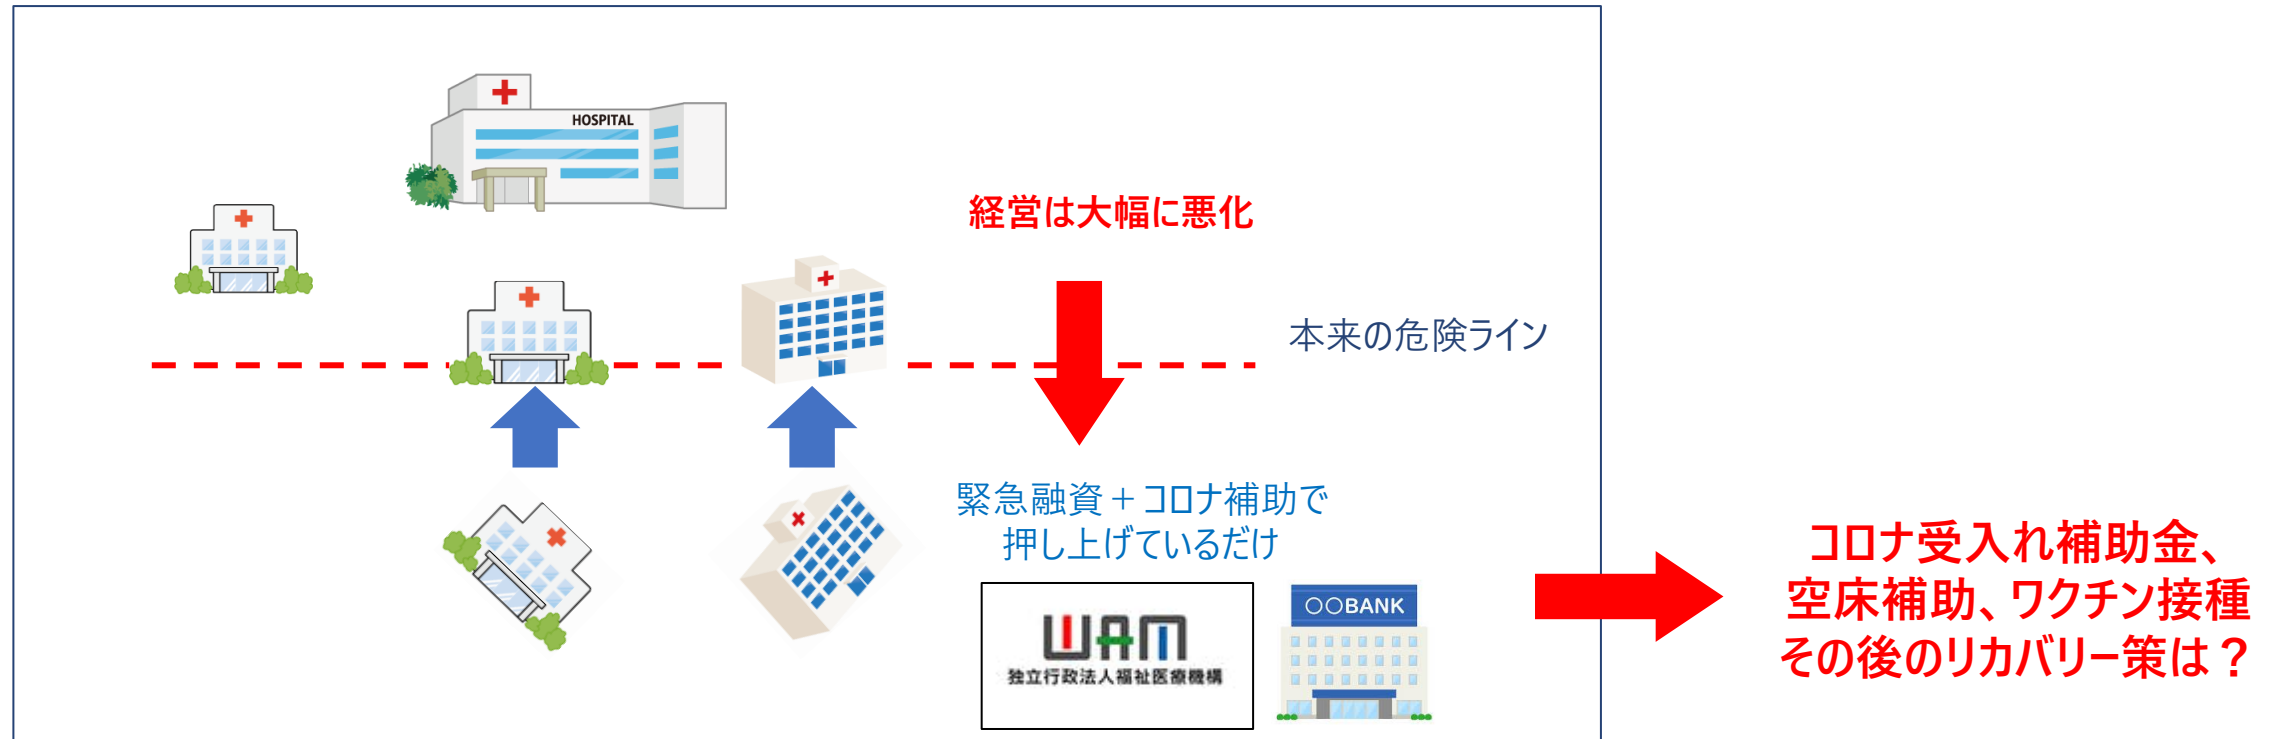 HOSPITAL
経営は大幅に悪化
本来の危険ライン
緊急融資+コロナ補助で
押し上げているだけ
WAM
独立行政法人福祉医療機構
○○BANK
コロナ受入れ補助金、
空床補助、ワクチン接種
その後のリカバリー策は?